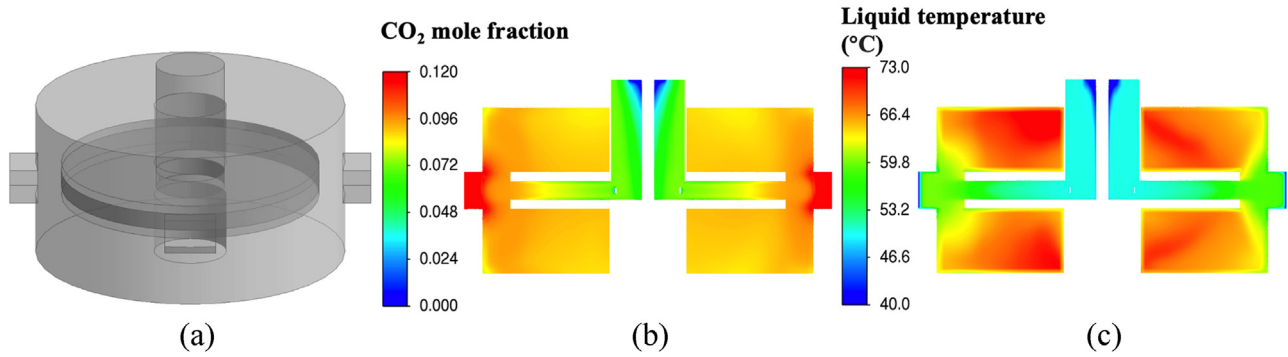 CO₂ mole fraction
0.120
0.096
0.072
0.048
0.024
0.000
Liquid temperature
(°C)
73.0
66.4
59.8
53.2
46.6
40.0
(a)
(b)
(c)